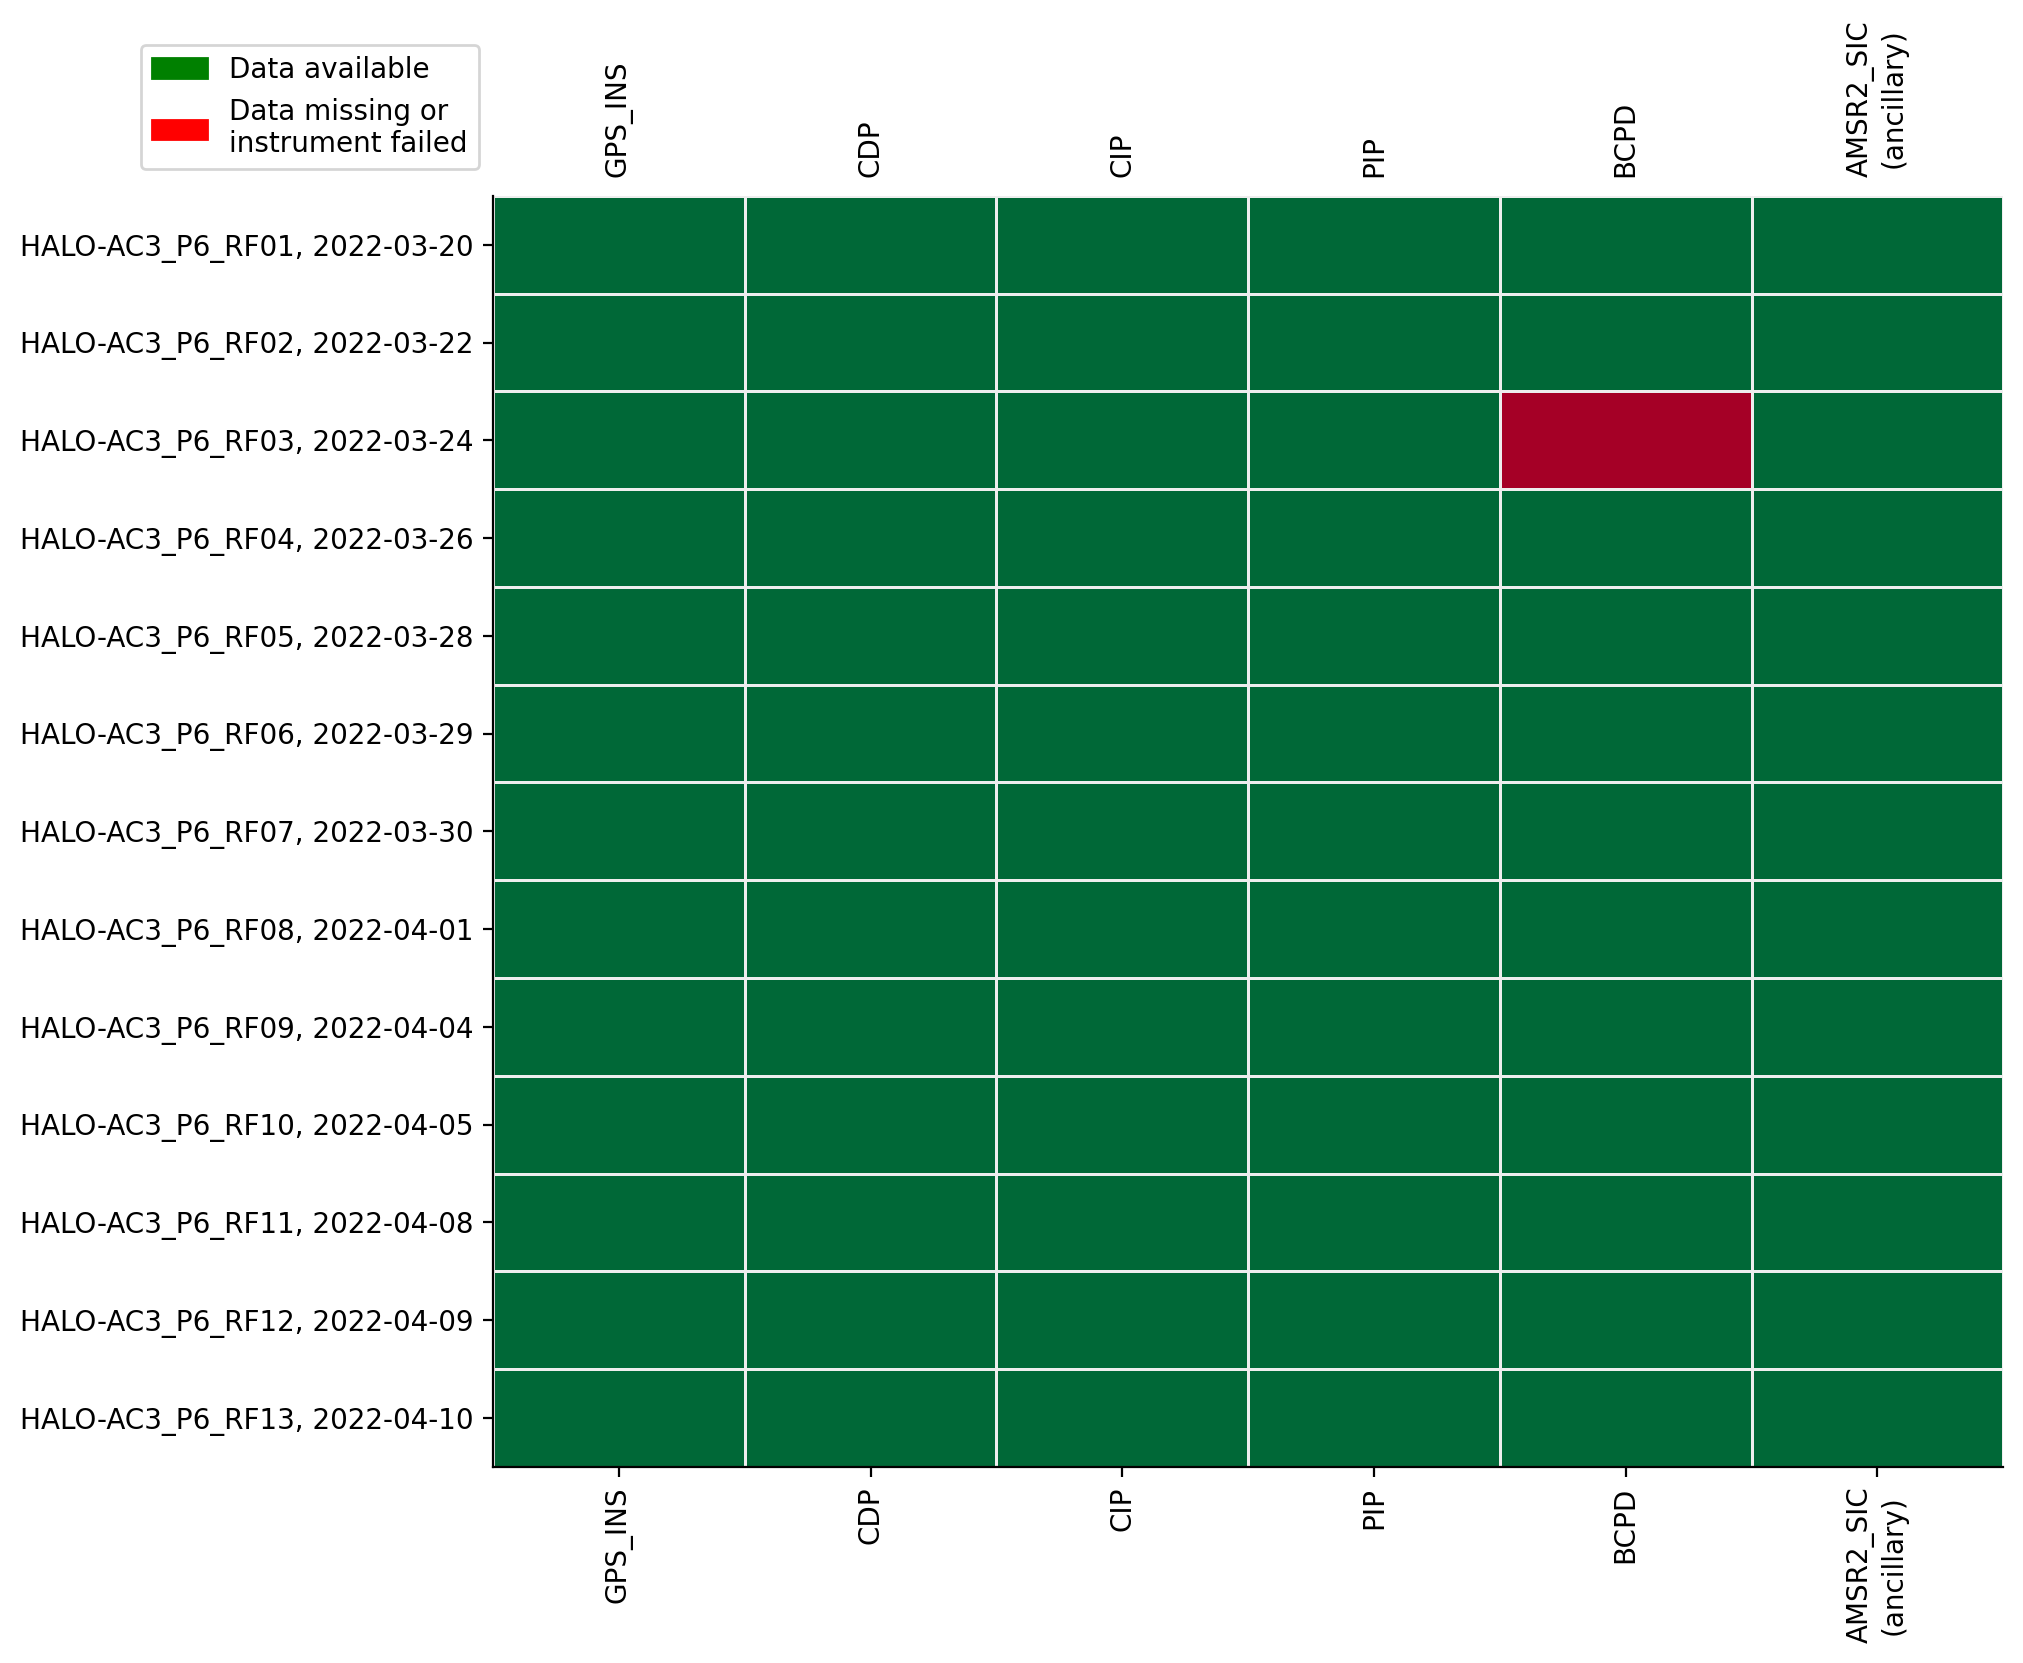 Data available
Data missing or
instrument failed
GPS_INS
CDP
CIP
PIP
BCPD
AMSR2_SIC
(ancillary)
HALO-AC3_P6_RF01, 2022-03-20
HALO-AC3_P6_RF02, 2022-03-22
HALO-AC3_P6_RF03, 2022-03-24
HALO-AC3_P6_RF04, 2022-03-26
HALO-AC3_P6_RF05, 2022-03-28
HALO-AC3_P6_RF06, 2022-03-29
HALO-AC3_P6_RF07, 2022-03-30
HALO-AC3_P6_RF08, 2022-04-01
HALO-AC3_P6_RF09, 2022-04-04
HALO-AC3_P6_RF10, 2022-04-05
HALO-AC3_P6_RF11, 2022-04-08
HALO-AC3_P6_RF12, 2022-04-09
HALO-AC3_P6_RF13, 2022-04-10
GPS_INS
CDP
CIP
PIP
BCPD
AMSR2_SIC
(ancillary)